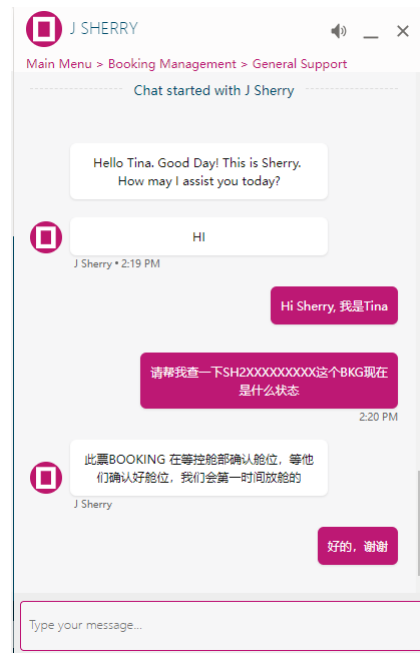 J SHERRY
Main Menu > Booking Management > General Support
Chat started with J Sherry
Hello Tina. Good Day! This is Sherry.
How may I assist you today?
HI
J Sherry • 2:19 PM
Hi Sherry, 我是Tina
请帮我查一下SH2XXXXXXXXX这个BKG现在
是什么状态
2:20 PM
此票BOOKING 在等控舱部确认舱位，等他
们确认好舱位，我们会第一时间放舱的
J Sherry
好的，谢谢
Type your message...